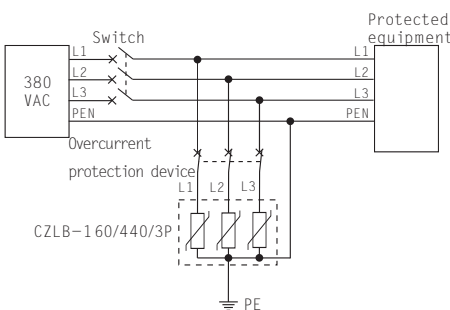 Protected
equipment
Switch
L1
L2
L3
PEN
380
VAC
L1
L2
L3
PEN
Overcurrent
protection device
L1 L2 L3
CZLB-160/440/3P
PE